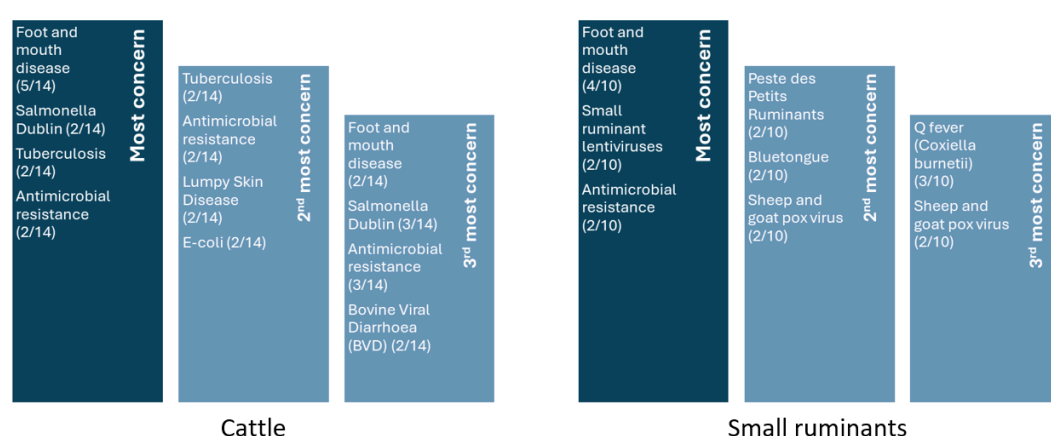 Foot and
mouth
disease
(5/14)
Salmonella
Dublin (2/14)
Tuberculosis
(2/14)
Antimicrobial
resistance
(2/14)
Most concern
Tuberculosis
(2/14)
Antimicrobial
resistance
(2/14)
Lumpy Skin
Disease
(2/14)
E-coli (2/14)
2nd most concern
Foot and
mouth
disease
(2/14)
Salmonella
Dublin (3/14)
Antimicrobial
resistance
(3/14)
Bovine Viral
Diarrhoea
(BVD) (2/14)
3rd most concern
Cattle
Foot and
mouth
disease
(4/10)
Small
ruminant
lentiviruses
(2/10)
Antimicrobial
resistance
(2/10)
Most concern
Peste des
Petits
Ruminants
(2/10)
Bluetongue
(2/10)
Sheep and
goat pox virus
(2/10)
2nd most concern
Q fever
(Coxiella
burnetii)
(3/10)
Sheep and
goat pox virus
(2/10)
3rd most concern
Small ruminants